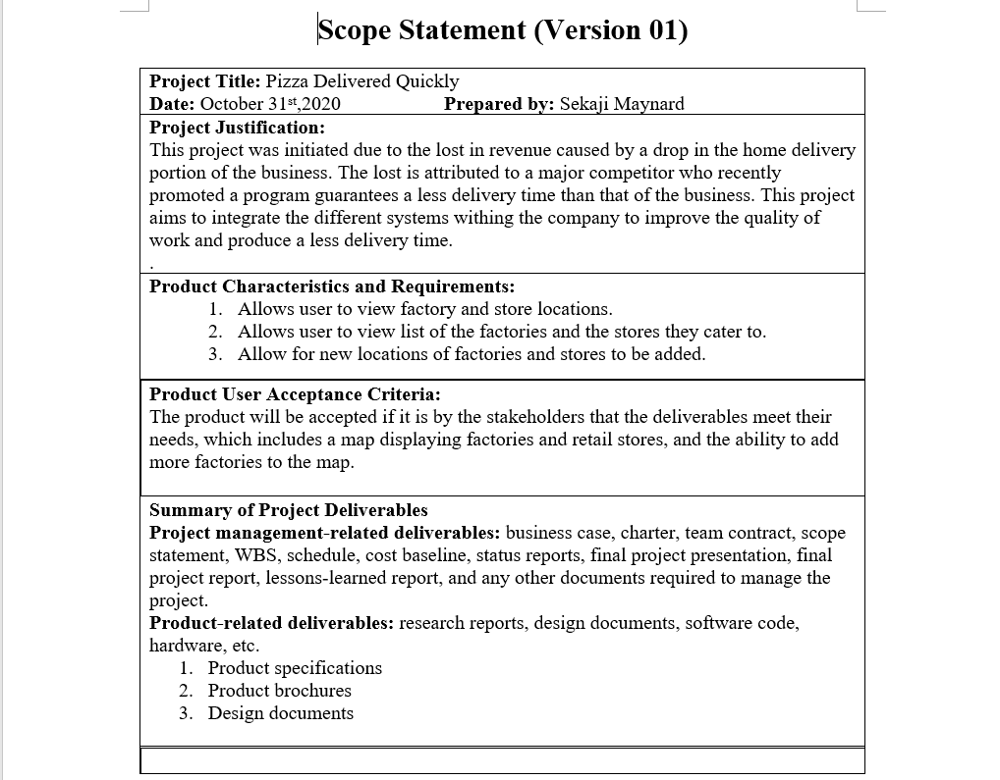 Scope Statement (Version 01)
Project Title: Pizza Delivered Quickly
Date: October 31st,2020 Prepared by: Sekaji Maynard
Project Justification:
This project was initiated due to the lost in revenue caused by a drop in the home delivery
portion of the business. The lost is attributed to a major competitor who recently
promoted a program guarantees a less delivery time than that of the business. This project
aims to integrate the different systems withing the company to improve the quality of
work and produce a less delivery time.
.
Product Characteristics and Requirements:
1. Allows user to view factory and store locations.
2. Allows user to view list of the factories and the stores they cater to.
3. Allow for new locations of factories and stores to be added.
Product User Acceptance Criteria:
The product will be accepted if it is by the stakeholders that the deliverables meet their
needs, which includes a map displaying factories and retail stores, and the ability to add
more factories to the map.
Summary of Project Deliverables
Project management-related deliverables: business case, charter, team contract, scope
statement, WBS, schedule, cost baseline, status reports, final project presentation, final
project report, lessons-learned report, and any other documents required to manage the
project.
Product-related deliverables: research reports, design documents, software code,
hardware, etc.
1. Product specifications
2. Product brochures
3. Design documents